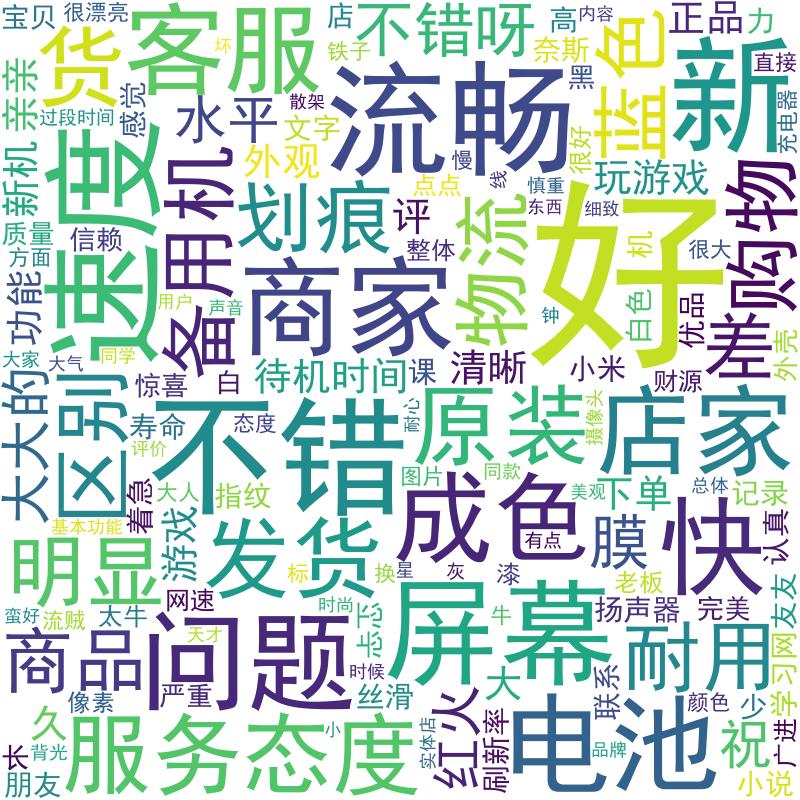 宝贝
很漂亮
货
客服
店
不错呀
高
内容
正品
力
坏
铁子
奈斯
黑
蓝色
新
直接
充电器
亲亲
过段时间
感觉
水平
散架
文字
流畅
慢
很好
新机
速度
备用机
外观
点点
线
慎重
玩游戏
购物
质量
信赖
划痕
评
整体
物流
东西
细致
好
机
很大
方面
功能
商家
用户
声音
钟
白色
优品
差
外壳
大家
大气
同学
惊喜
白
待机时间
课
清晰
小米
财源
大大的
区别
寿命
评价
不错
态度
耐心
原装
摄像头
店家
着急
大人
指纹
图片
同款
美观
下单
总体
记录
基本功能
明显
游戏
发货
成色
有点
膜
快
认真
标
换
星
灰
漆
老板
蛮好
流贼
太牛
网速
天才
时尚
忐忑
屏幕
牛
扬声器
完美
友友
商品
问题
时候
耐用
学习网
像素
严重
丝滑
大
联系
颜色
少
久
背光
服务态度
小
实体店
红火
刷新率
电池
品牌
祝
广进
长
朋友
小说